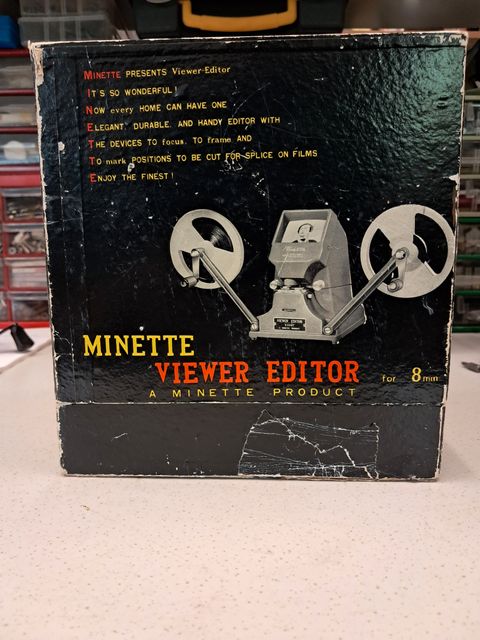 MINETTE PRESENTS Viewer-Editor
IT'S SO WONDERFUL!
NOW every HOME CAN HAVE ONE
ELEGANT, DURABLE, AND HANDY EDITOR WITH
THE DEVICES TO focus, TO frame AND
TO mark POSITIONS TO BE CUT FOR SPLICE ON FILMS
ENJOY THE FINEST!
VIEWER EDITOR
MINETTE
VIEWER EDITOR for 8mm
A MINETTE PRODUCT